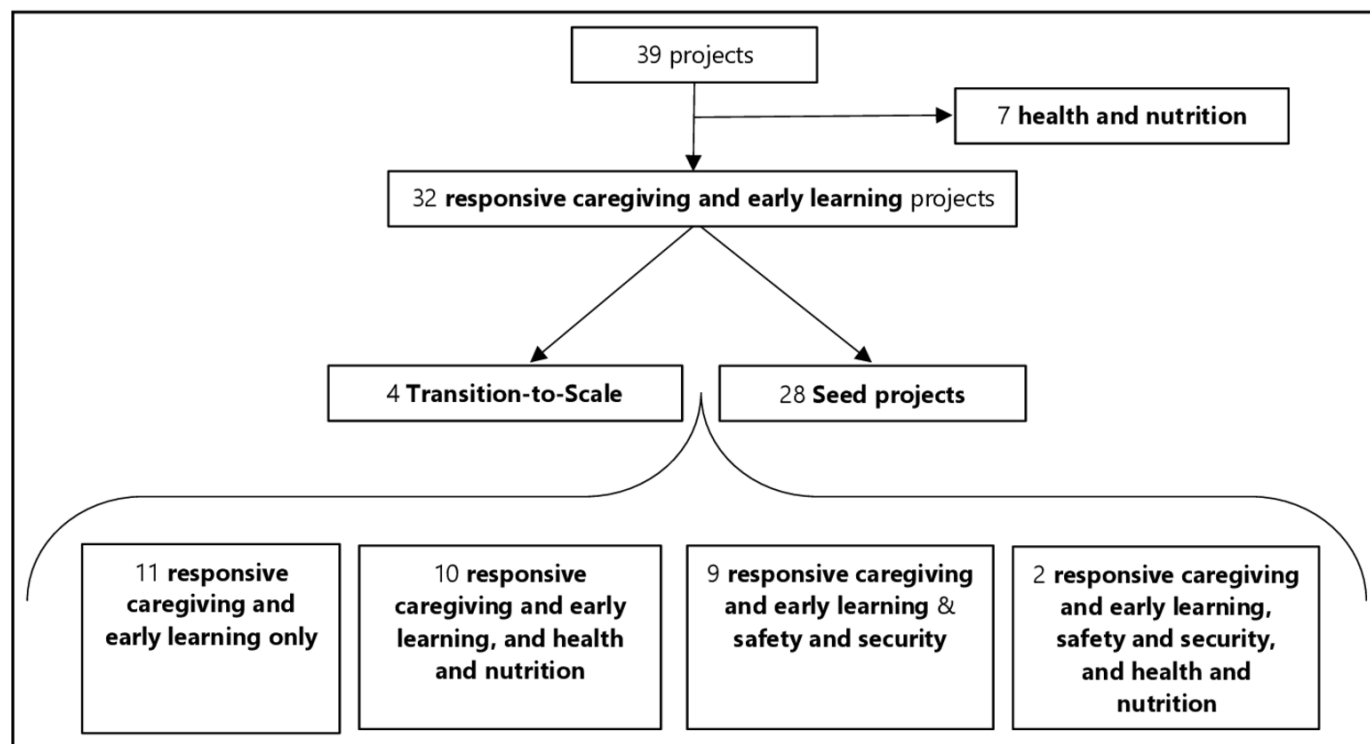 39 projects
7 health and nutrition
32 responsive caregiving and early learning projects
4 Transition-to-Scale
28 Seed projects
11 responsive
caregiving and
early learning only
10 responsive
caregiving and early
learning, and health
and nutrition
9 responsive caregiving
and early learning &
safety and security
2 responsive caregiving
and early learning,
safety and security,
and health and
nutrition